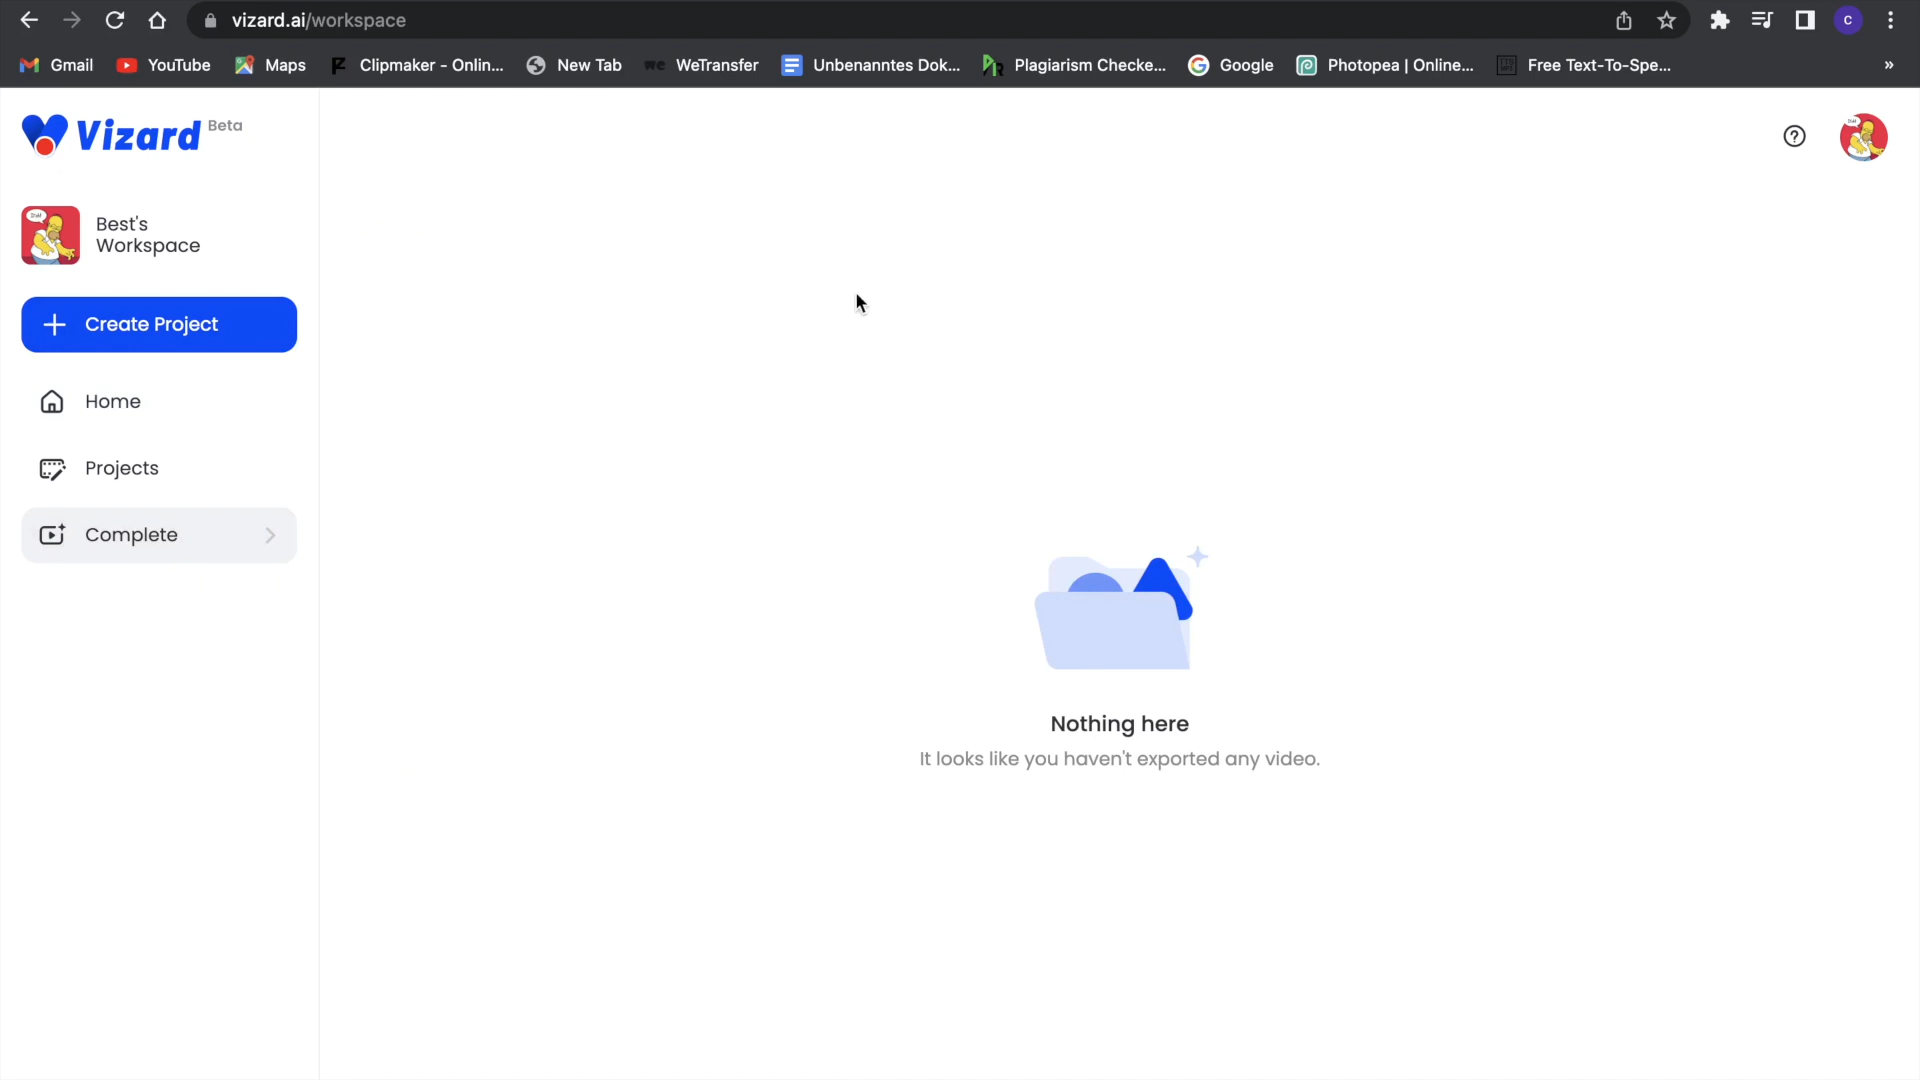 vizard.ai/workspace
C
Gmail
YouTube
Maps
Clipmaker - Onlin...
New Tab
we
WeTransfer
Unbenanntes Dok...
Plagiarism Checke...
Google
Photopea | Online...
Free Text-To-Spe...
»
Vizard Beta
Best's
Workspace
Create Project
Home
Projects
Complete
Nothing here
It looks like you haven't exported any video.